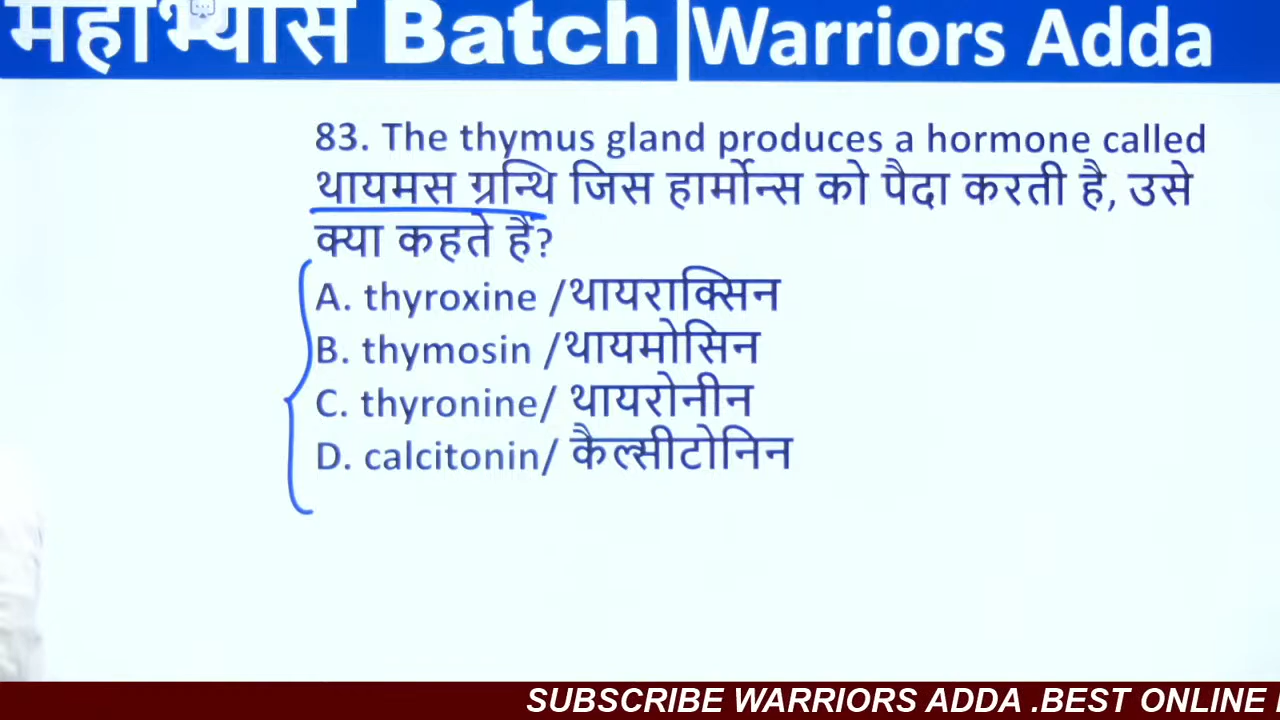 महाभ्यास Batch Warriors Adda
83. The thymus gland produces a hormone called
थायमस ग्रन्थि जिस हार्मोन्स को पैदा करती है, उसे
क्या कहते हैं?
A. thyroxine /थायराक्सिन
B. thymosin /थायमोसिन
C. thyronine/ थायरोनीन
D. calcitonin/ कैल्सीटोनिन
SUBSCRIBE WARRIORS ADDA .BEST ONLINE